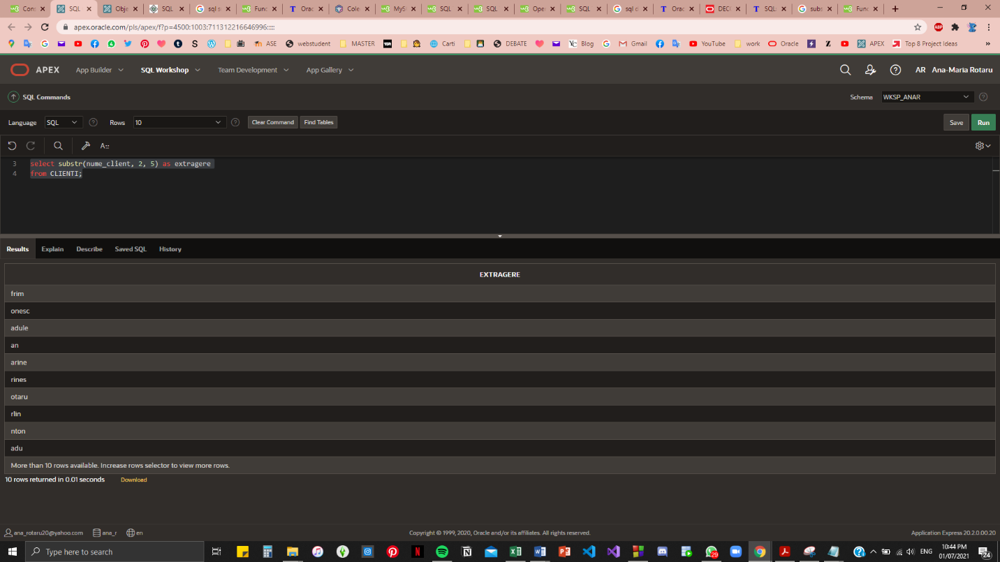 Cons SQL Obje SQL sql s Func Orac Cole MyS SQL SQL Ope SQL sql d Orac DEC SQL subs Func
apex.oracle.com/pls/apex/f?p=4500:1003:711312216646996:::::
ASE webstudent MASTER Carti DEBATE Blog Gmail YouTube work Oracle APEX Top 8 Project Ideas »
APEX App Builder SQL Workshop Team Development App Gallery AR Ana-Maria Rotaru
SQL Commands Schema WKSP_ANAR
Language SQL Rows 10 Clear Command Find Tables Save Run
3 select substr(nume_client, 2, 5) as extragere
4 from CLIENTI;
Results Explain Describe Saved SQL History
EXTRAGERE
frim
onesc
adule
an
arine
rines
otaru
rlin
nton
adu
More than 10 rows available. Increase rows selector to view more rows.
10 rows returned in 0.01 seconds Download
ana_rotaru20@yahoo.com ana_r en Copyright © 1999, 2020, Oracle and/or its affiliates. All rights reserved. Application Express 20.2.0.00.20
Type here to search 29 ENG 10:44 PM 24
01/07/2021